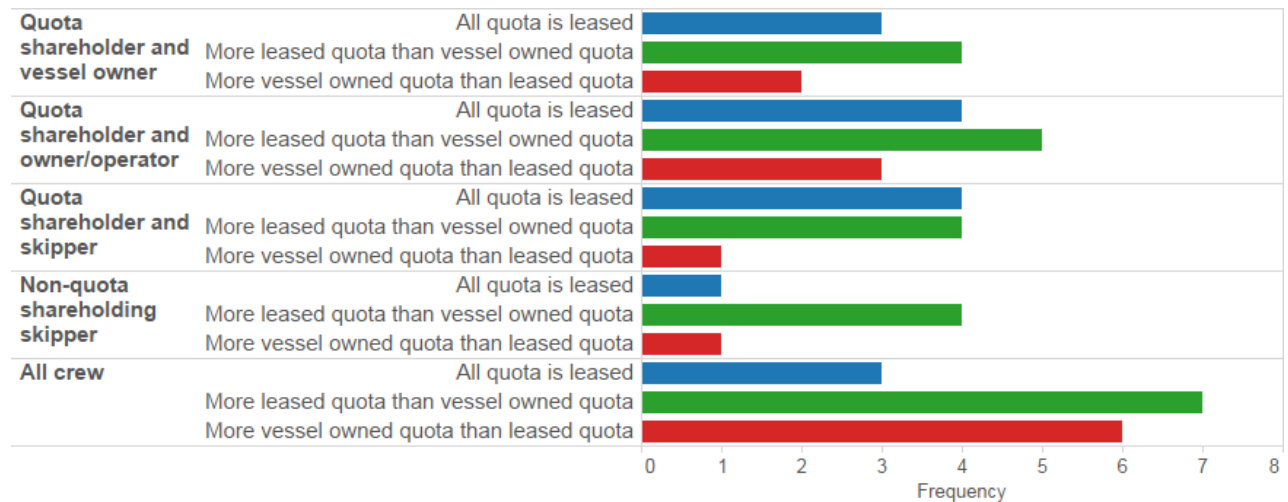 Quota
shareholder and
vessel owner
All quota is leased
More leased quota than vessel owned quota
More vessel owned quota than leased quota
Quota
shareholder and
owner/operator
All quota is leased
More leased quota than vessel owned quota
More vessel owned quota than leased quota
Quota
shareholder and
skipper
All quota is leased
More leased quota than vessel owned quota
More vessel owned quota than leased quota
Non-quota
shareholding
skipper
All quota is leased
More leased quota than vessel owned quota
More vessel owned quota than leased quota
All crew
All quota is leased
More leased quota than vessel owned quota
More vessel owned quota than leased quota
0 1 2 3 4 5 6 7 8
Frequency